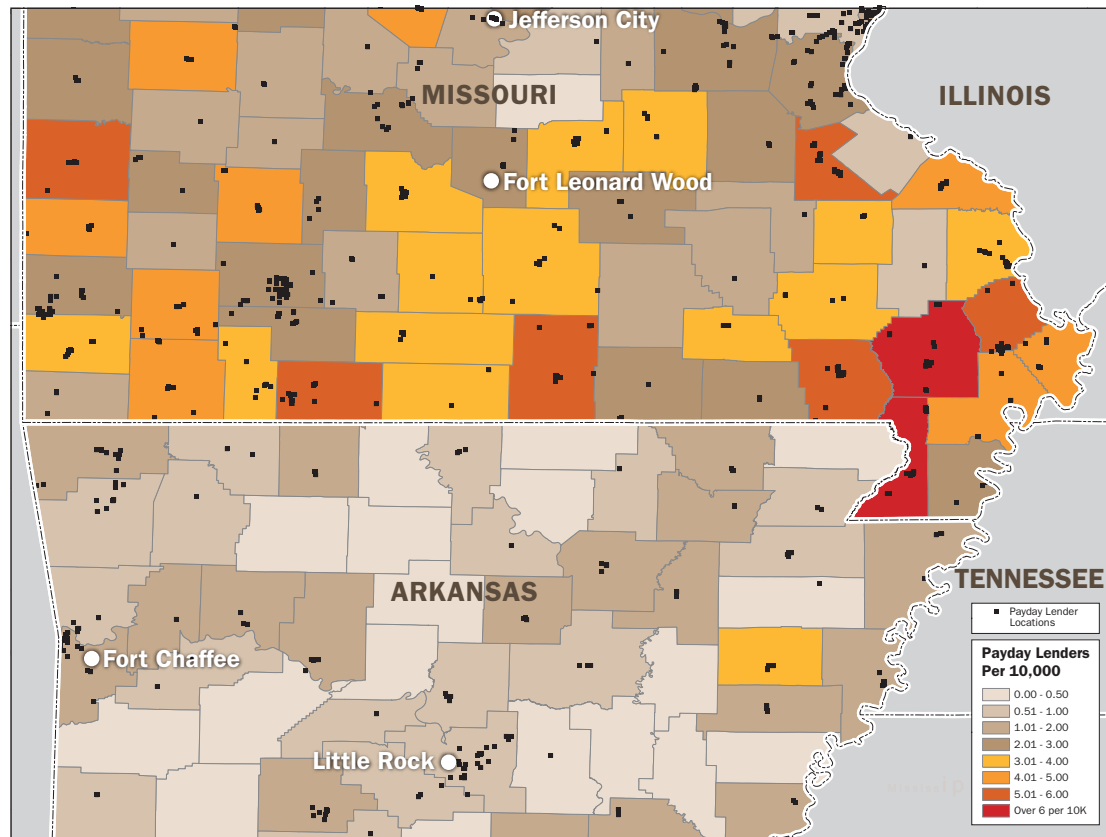 Jefferson City
MISSOURI
ILLINOIS
Fort Leonard Wood
ARKANSAS
TENNESSEE
Fort Chaffee
Little Rock
Payday Lender
Locations
Payday Lenders
Per 10,000
0.00 - 0.50
0.51 - 1.00
1.01 - 2.00
2.01 - 3.00
3.01 - 4.00
4.01 - 5.00
5.01 - 6.00
Over 6 per 10K